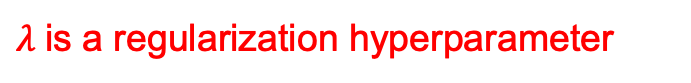 λ is a regularization hyperparameter